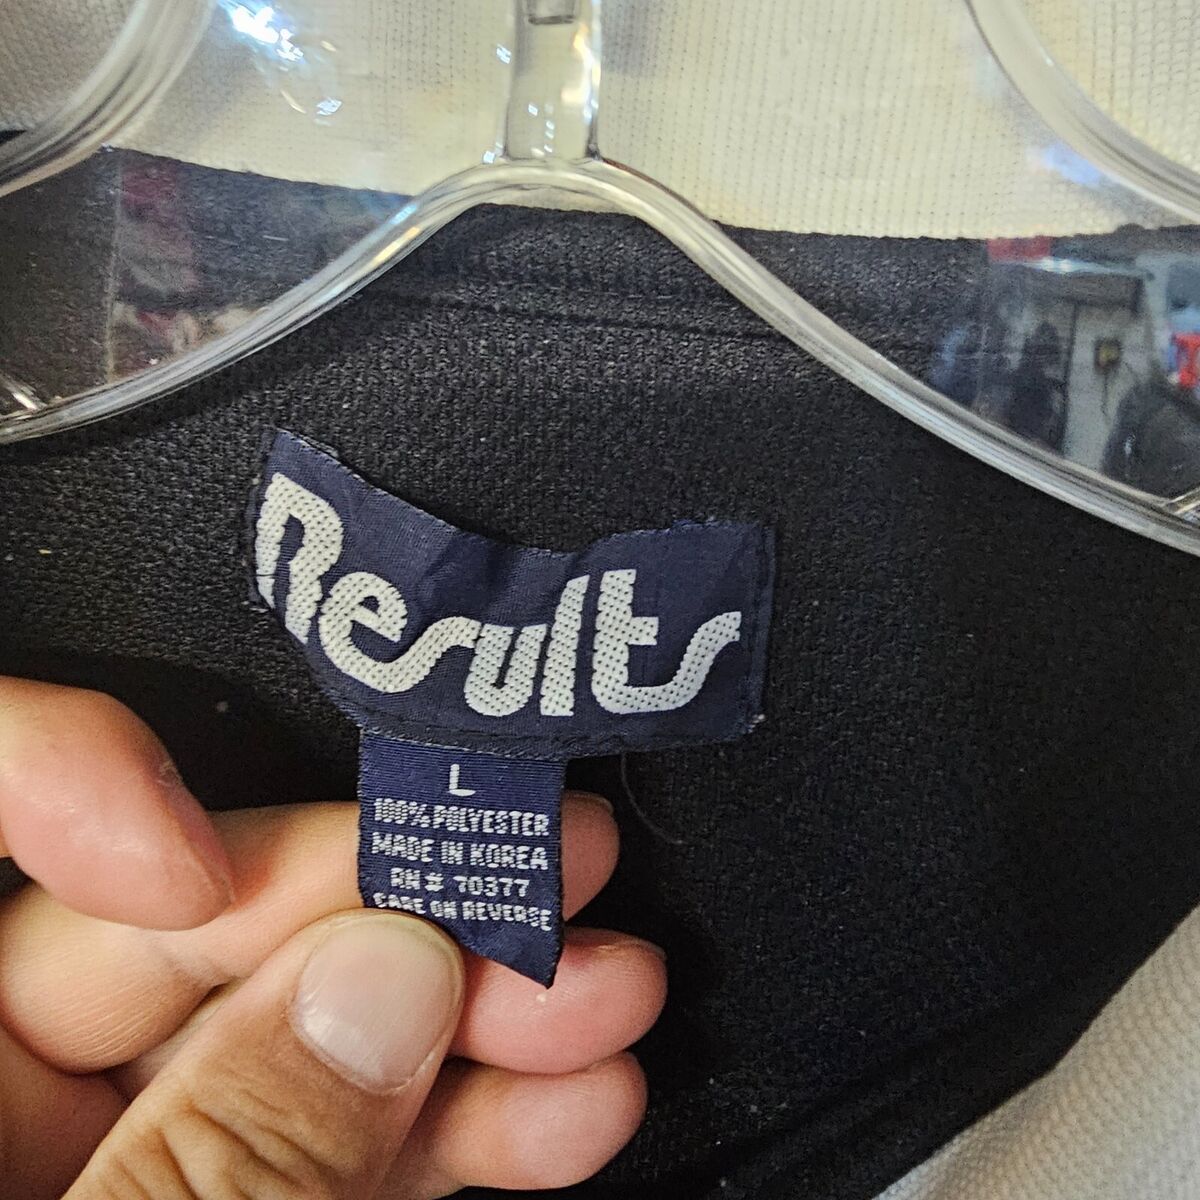 Results
L
100% POLYESTER
MADE IN KOREA
RN# 70377
CARE ON REVERSE